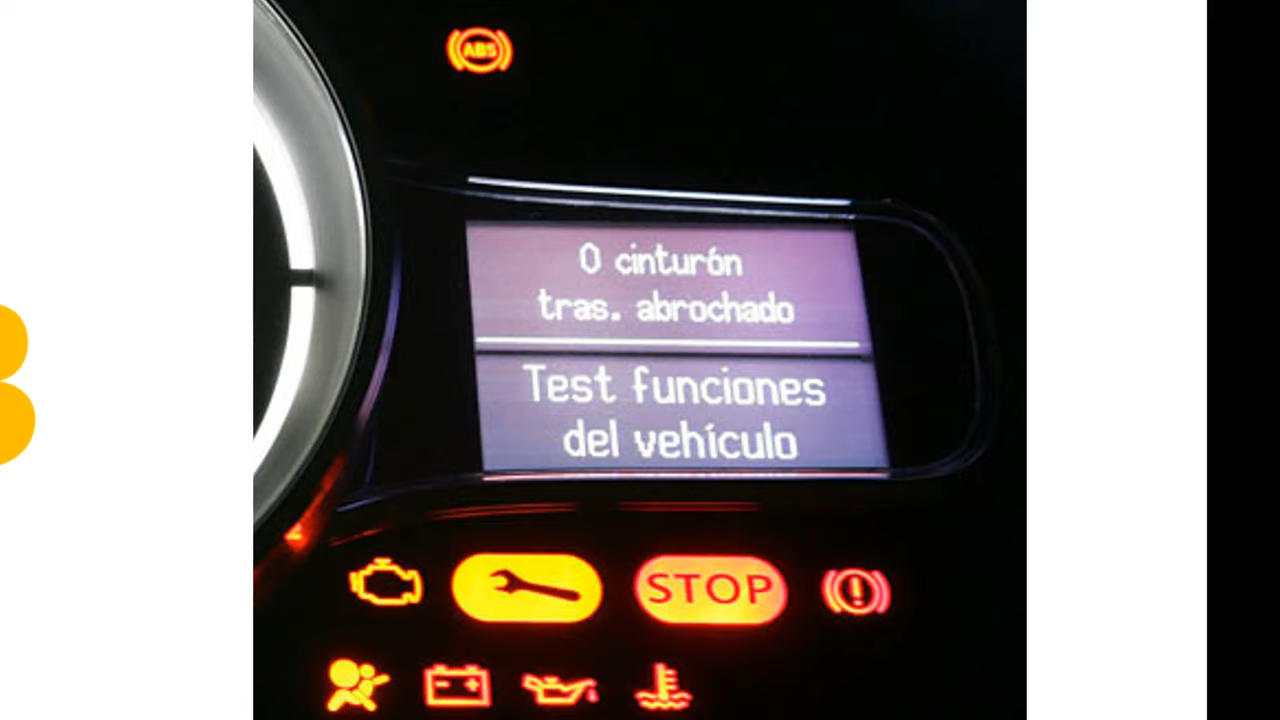 ABS
0 cinturón
tras. abrochado
Test funciones
del vehículo
STOP